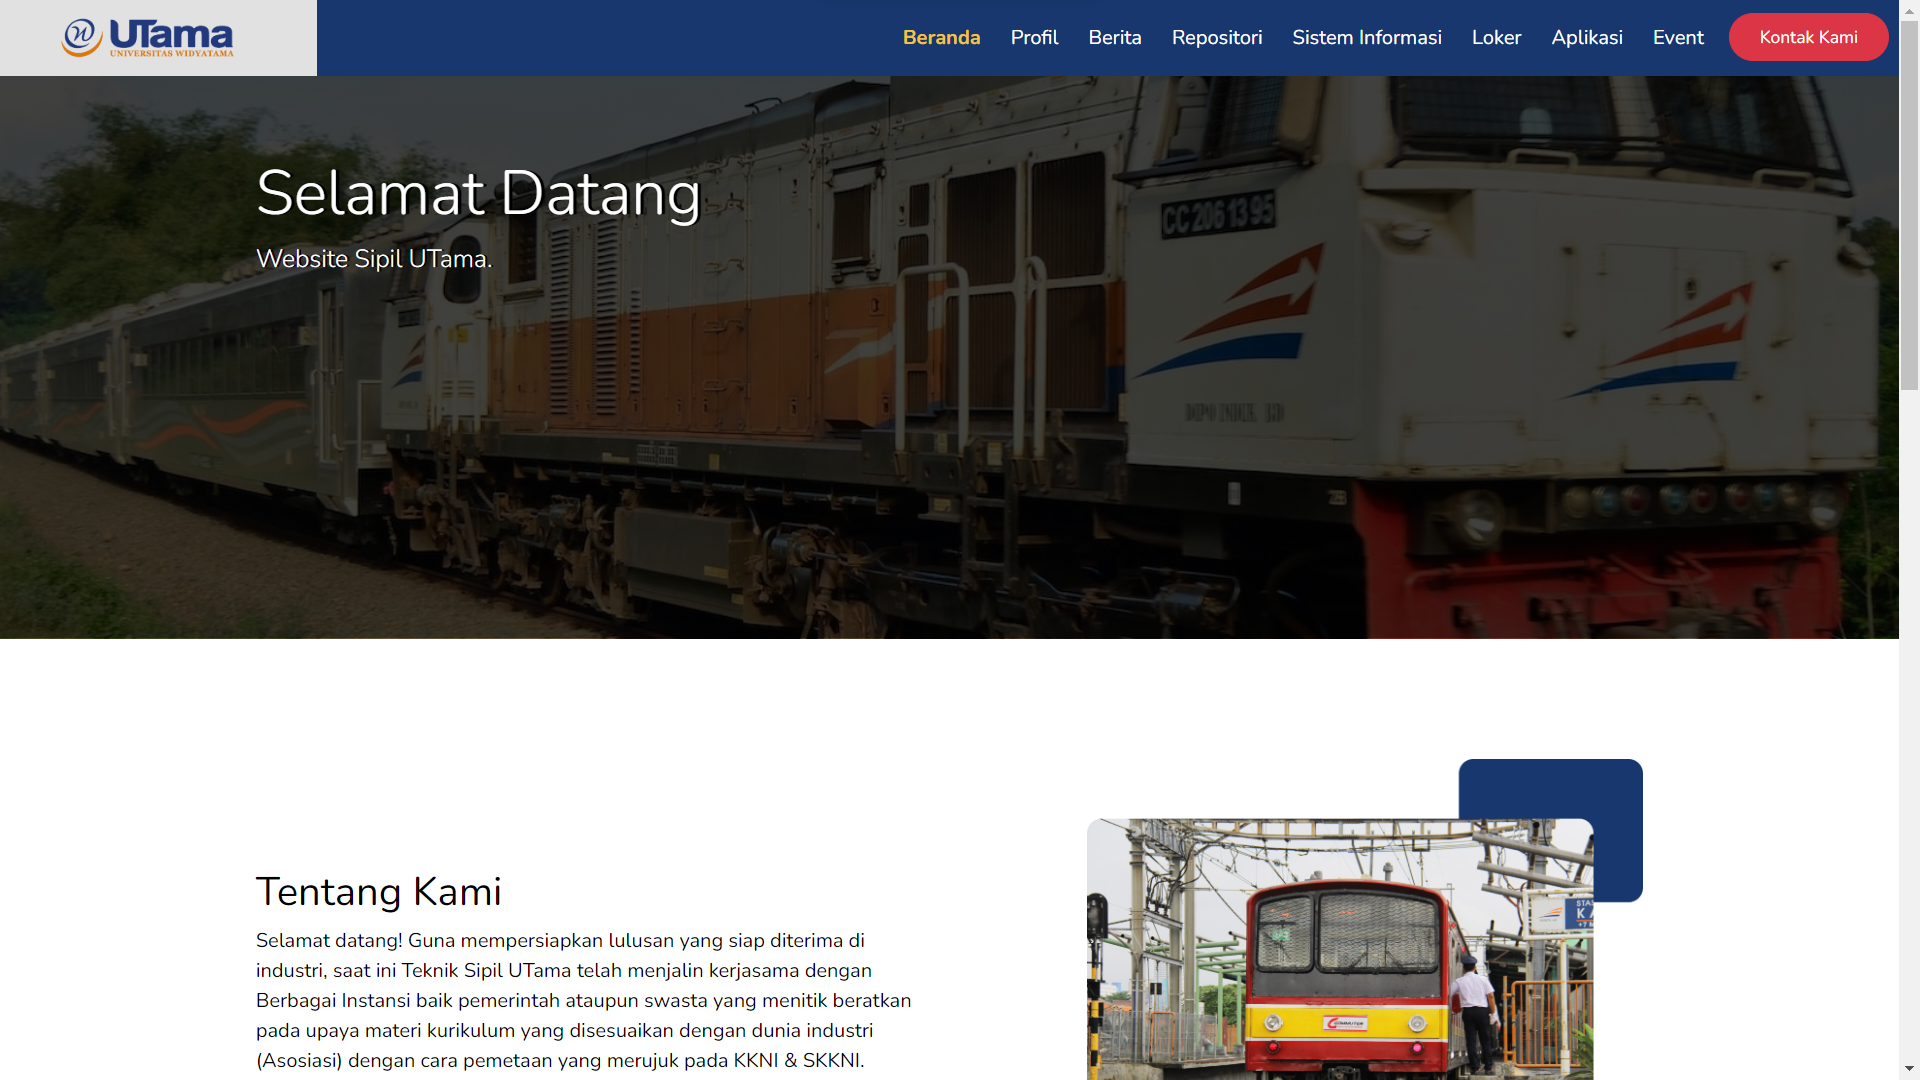 UTama
UNIVERSITAS WIDYATAMA
Beranda Profil Berita Repositori Sistem Informasi Loker Aplikasi Event Kontak Kami
Selamat Datang
Website Sipil UTama.
CC 206 13 95
Tentang Kami
Selamat datang! Guna mempersiapkan lulusan yang siap diterima di
industri, saat ini Teknik Sipil UTama telah menjalin kerjasama dengan
Berbagai Instansi baik pemerintah ataupun swasta yang menitik beratkan
pada upaya materi kurikulum yang disesuaikan dengan dunia industri
(Asosiasi) dengan cara pemetaan yang merujuk pada KKNI & SKKNI.